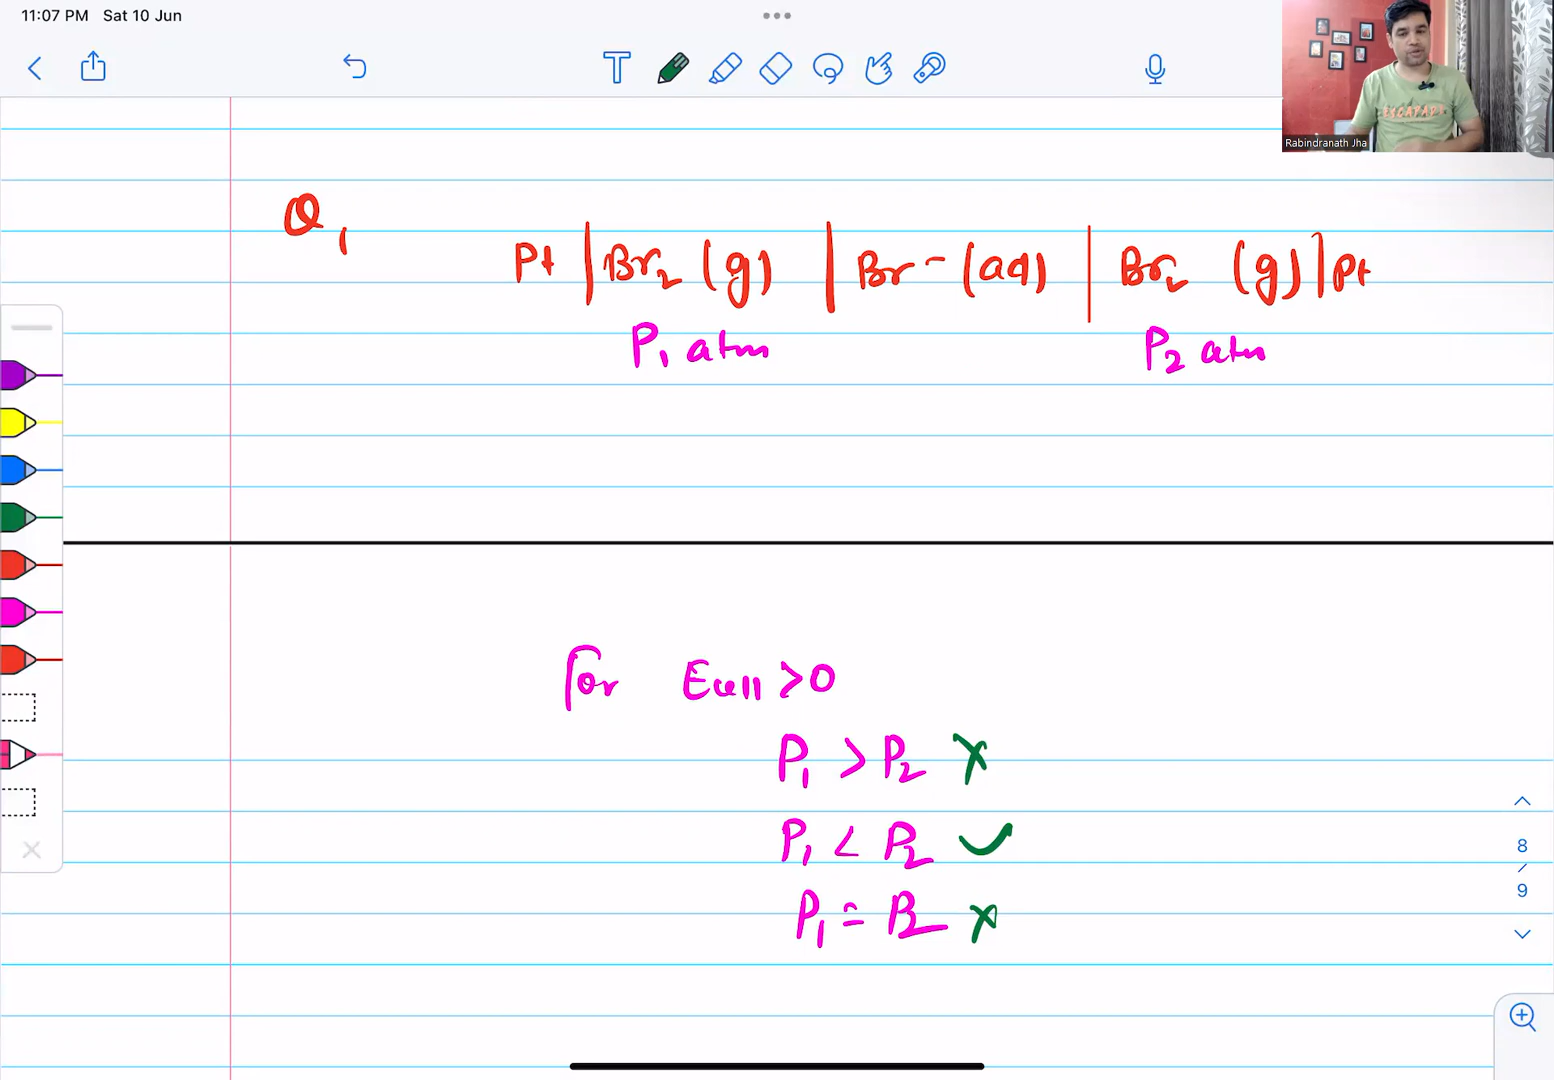 11:07 PM Sat 10 Jun
T
ESCAPADE
Rabindranath Jha
Q1
Pt | Br₂ (g) | Br⁻ (aq) | Br₂ (g) | Pt
P₁ atm P₂ atm
For Ecell > 0
P₁ > P₂ ✗
P₁ < P₂ ✓
P₁ = P₂ ✗
8
/
9